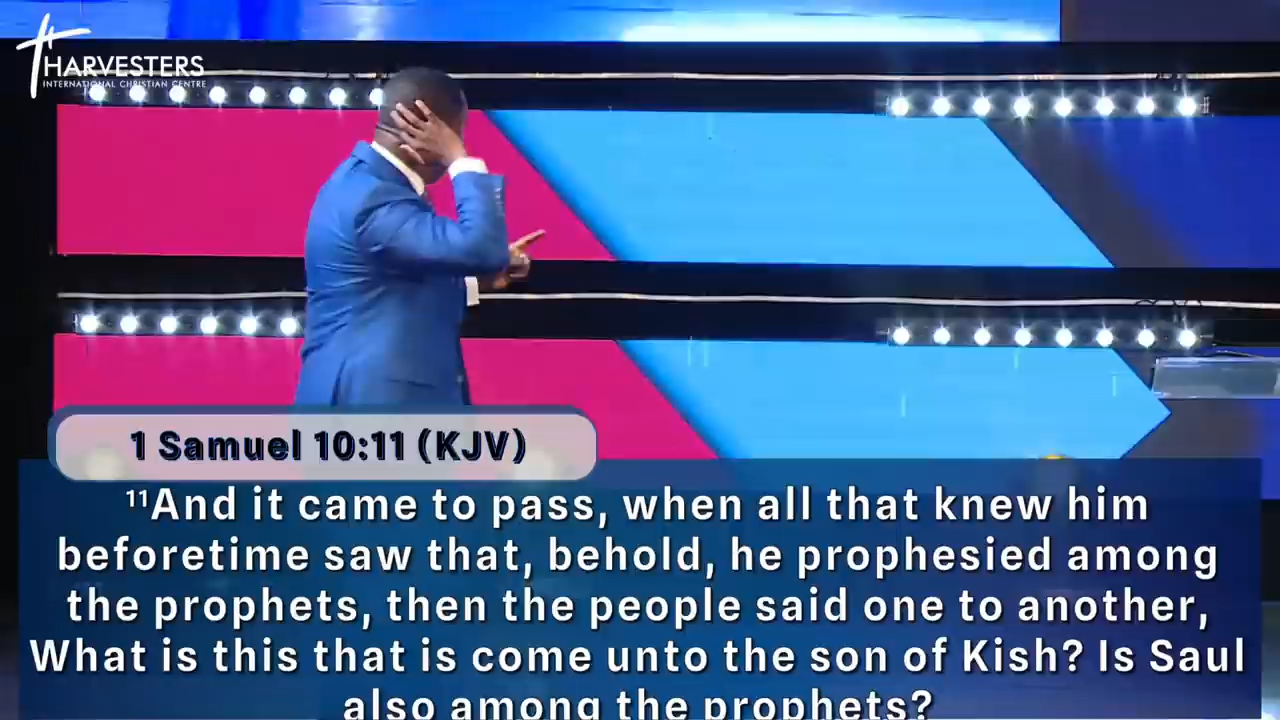 HARVESTERS
INTERNATIONAL CHRISTIAN CENTRE
1 Samuel 10:11 (KJV)
¹¹And it came to pass, when all that knew him
beforetime saw that, behold, he prophesied among
the prophets, then the people said one to another,
What is this that is come unto the son of Kish? Is Saul
also among the prophets?